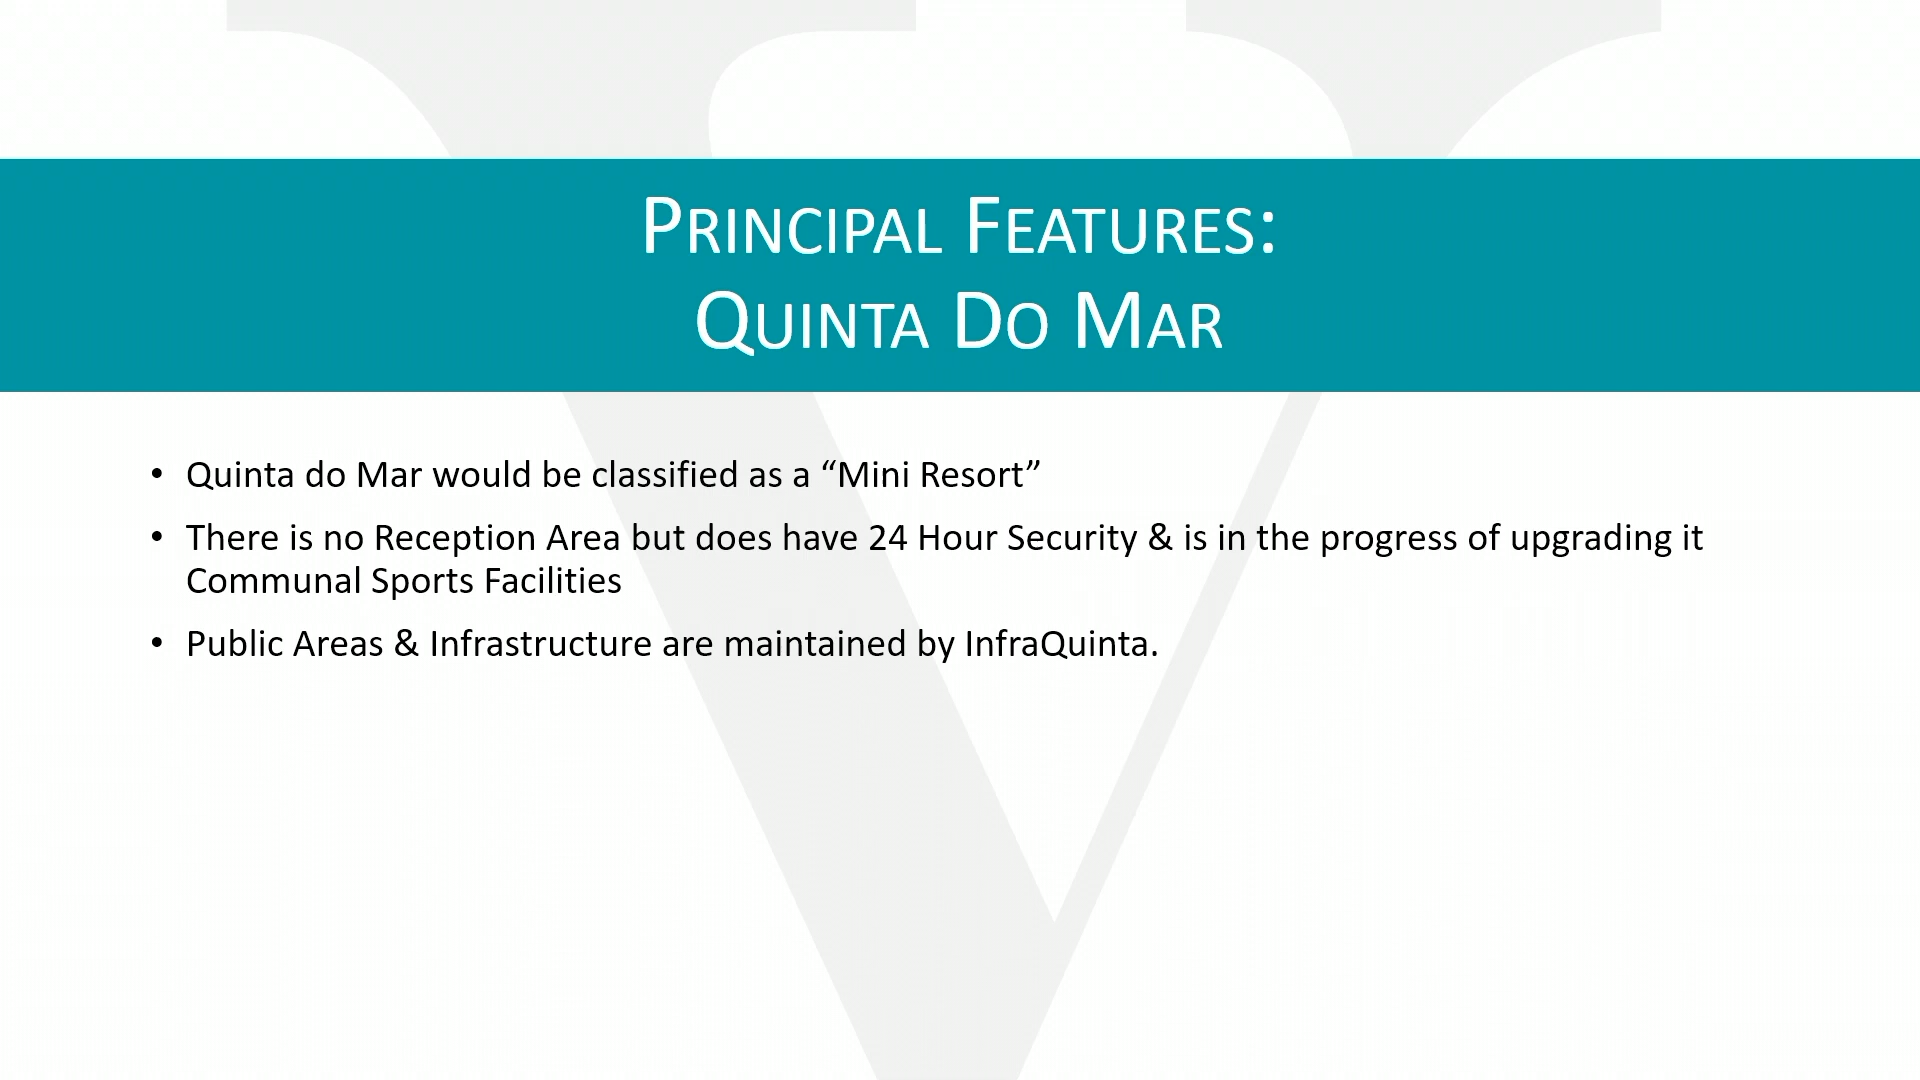 PRINCIPAL FEATURES:
QUINTA DO MAR
• Quinta do Mar would be classified as a “Mini Resort”
• There is no Reception Area but does have 24 Hour Security & is in the progress of upgrading it
Communal Sports Facilities
• Public Areas & Infrastructure are maintained by InfraQuinta.